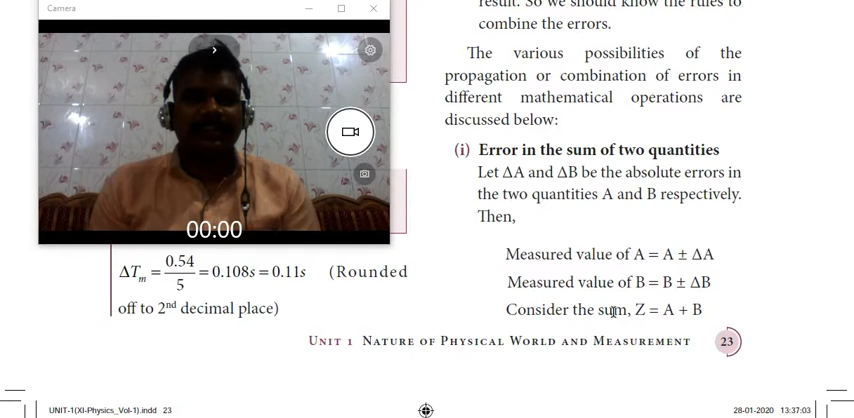 Camera
00:00
ΔTm = 0.54/5 = 0.108s = 0.11s (Rounded
off to 2nd decimal place)
result. So we should know the rules to
combine the errors.
The various possibilities of the
propagation or combination of errors in
different mathematical operations are
discussed below:
(i) Error in the sum of two quantities
Let ΔA and ΔB be the absolute errors in
the two quantities A and B respectively.
Then,
Measured value of A = A ± ΔA
Measured value of B = B ± ΔB
Consider the sum, Z = A + B
UNIT 1 NATURE OF PHYSICAL WORLD AND MEASUREMENT 23
UNIT-1(XI-Physics_Vol-1).indd 23
28-01-2020 13:37:03